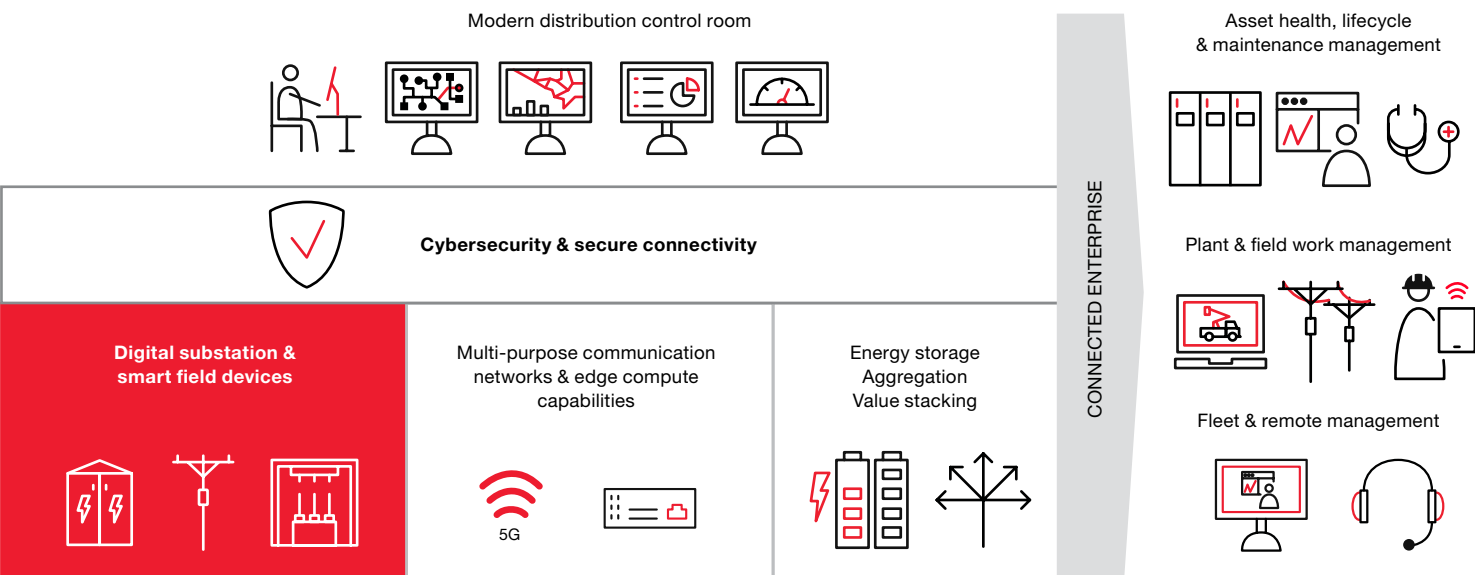 Modern distribution control room
Cybersecurity & secure connectivity
Digital substation &
smart field devices
Multi-purpose communication
networks & edge compute
capabilities
5G
Energy storage
Aggregation
Value stacking
CONNECTED ENTERPRISE
Asset health, lifecycle
& maintenance management
Plant & field work management
Fleet & remote management